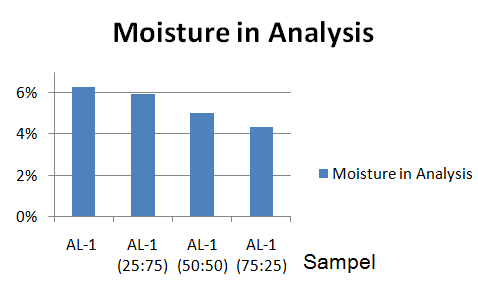 Moisture in Analysis
6%
4%
2%
0%
Moisture in Analysis
AL-1
AL-1
(25:75)
AL-1
(50:50)
AL-1
(75:25)
Sampel